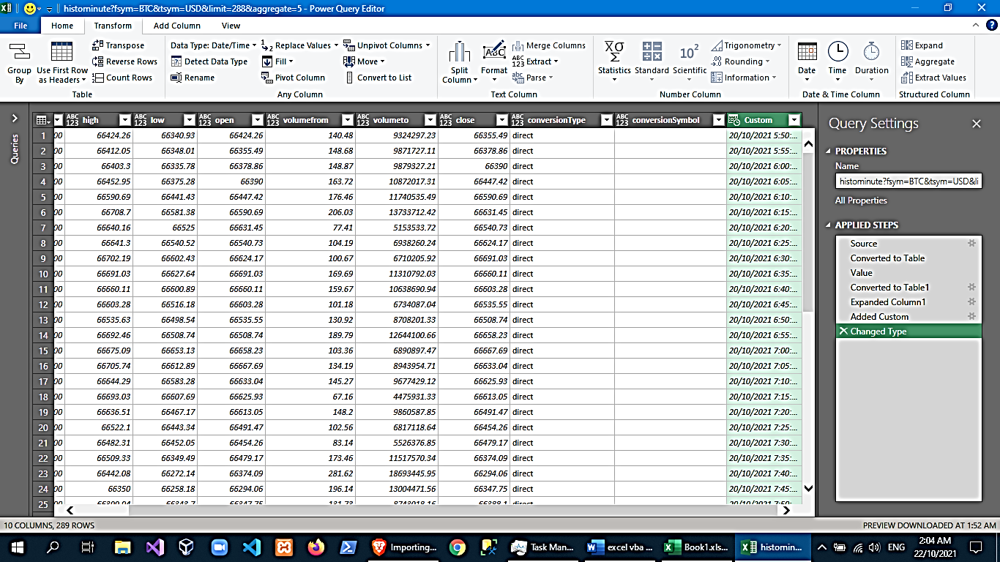 histominute?fsym=BTC&tsym=USD&limit=288&aggregate=5 - Power Query Editor
File Home Transform Add Column View
Group By
Use First Row as Headers
Transpose
Reverse Rows
Count Rows
Table
Data Type: Date/Time
Detect Data Type
Rename
Replace Values
Fill
Pivot Column
Unpivot Columns
Move
Convert to List
Any Column
Split Column
Format
Merge Columns
Extract
Parse
Text Column
Statistics
Standard
Scientific
Trigonometry
Rounding
Information
Number Column
Date
Time
Duration
Date & Time Column
Expand
Aggregate
Extract Values
Structured Column
Queries
high low open volumefrom volumeto close conversionType conversionSymbol Custom
1 00 66424.26 66340.93 66424.26 140.48 9324297.23 66355.49 direct 20/10/2021 5:50:...
2 00 66412.05 66348.01 66355.49 148.68 9871727.11 66378.86 direct 20/10/2021 5:55:...
3 00 66403.3 66335.78 66378.86 148.87 9879327.21 66390 direct 20/10/2021 6:00:...
4 00 66452.95 66375.28 66390 163.72 10872017.31 66447.42 direct 20/10/2021 6:05:...
5 00 66590.69 66441.43 66447.42 176.46 11740535.49 66590.69 direct 20/10/2021 6:10:...
6 00 66708.7 66581.38 66590.69 206.03 13733712.42 66631.45 direct 20/10/2021 6:15:...
7 00 66640.16 66525 66631.45 77.41 5153533.72 66540.73 direct 20/10/2021 6:20:...
8 00 66641.3 66540.52 66540.73 104.19 6938260.24 66624.17 direct 20/10/2021 6:25:...
9 00 66702.19 66602.43 66624.17 100.67 6710205.92 66691.03 direct 20/10/2021 6:30:...
10 00 66691.03 66627.64 66691.03 169.69 11310792.03 66660.11 direct 20/10/2021 6:35:...
11 00 66660.11 66600.89 66660.11 159.67 10638690.94 66603.28 direct 20/10/2021 6:40:...
12 00 66603.28 66516.18 66603.28 101.18 6734087.04 66535.55 direct 20/10/2021 6:45:...
13 00 66535.63 66498.54 66535.55 130.92 8708201.33 66508.74 direct 20/10/2021 6:50:...
14 00 66692.46 66508.74 66508.74 189.79 12644100.66 66658.23 direct 20/10/2021 6:55:...
15 00 66675.09 66653.13 66658.23 103.36 6890897.47 66667.69 direct 20/10/2021 7:00:...
16 00 66705.74 66612.89 66667.69 134.19 8943954.71 66633.04 direct 20/10/2021 7:05:...
17 00 66644.29 66583.28 66633.04 145.27 9677429.12 66625.93 direct 20/10/2021 7:10:...
18 00 66693.03 66607.69 66625.93 67.16 4475931.33 66613.05 direct 20/10/2021 7:15:...
19 00 66636.51 66467.17 66613.05 148.2 9860587.85 66491.47 direct 20/10/2021 7:20:...
20 00 66522.1 66443.34 66491.47 102.56 6817118.64 66454.26 direct 20/10/2021 7:25:...
21 00 66482.31 66452.05 66454.26 83.14 5526376.85 66479.17 direct 20/10/2021 7:30:...
22 00 66509.33 66349.49 66479.17 173.46 11517570.34 66374.09 direct 20/10/2021 7:35:...
23 00 66442.08 66272.14 66374.09 281.62 18693445.95 66294.06 direct 20/10/2021 7:40:...
24 00 66350 66258.18 66294.06 196.14 13004471.56 66347.75 direct 20/10/2021 7:45:...
25
Query Settings
PROPERTIES
Name
histominute?fsym=BTC&tsym=USD&li
All Properties
APPLIED STEPS
Source
Converted to Table
Value
Converted to Table1
Expanded Column1
Added Custom
Changed Type
10 COLUMNS, 289 ROWS PREVIEW DOWNLOADED AT 1:52 AM
Importing... Task Man... excel vba ... Book1.xls... histomin... ENG 2:04 AM
22/10/2021